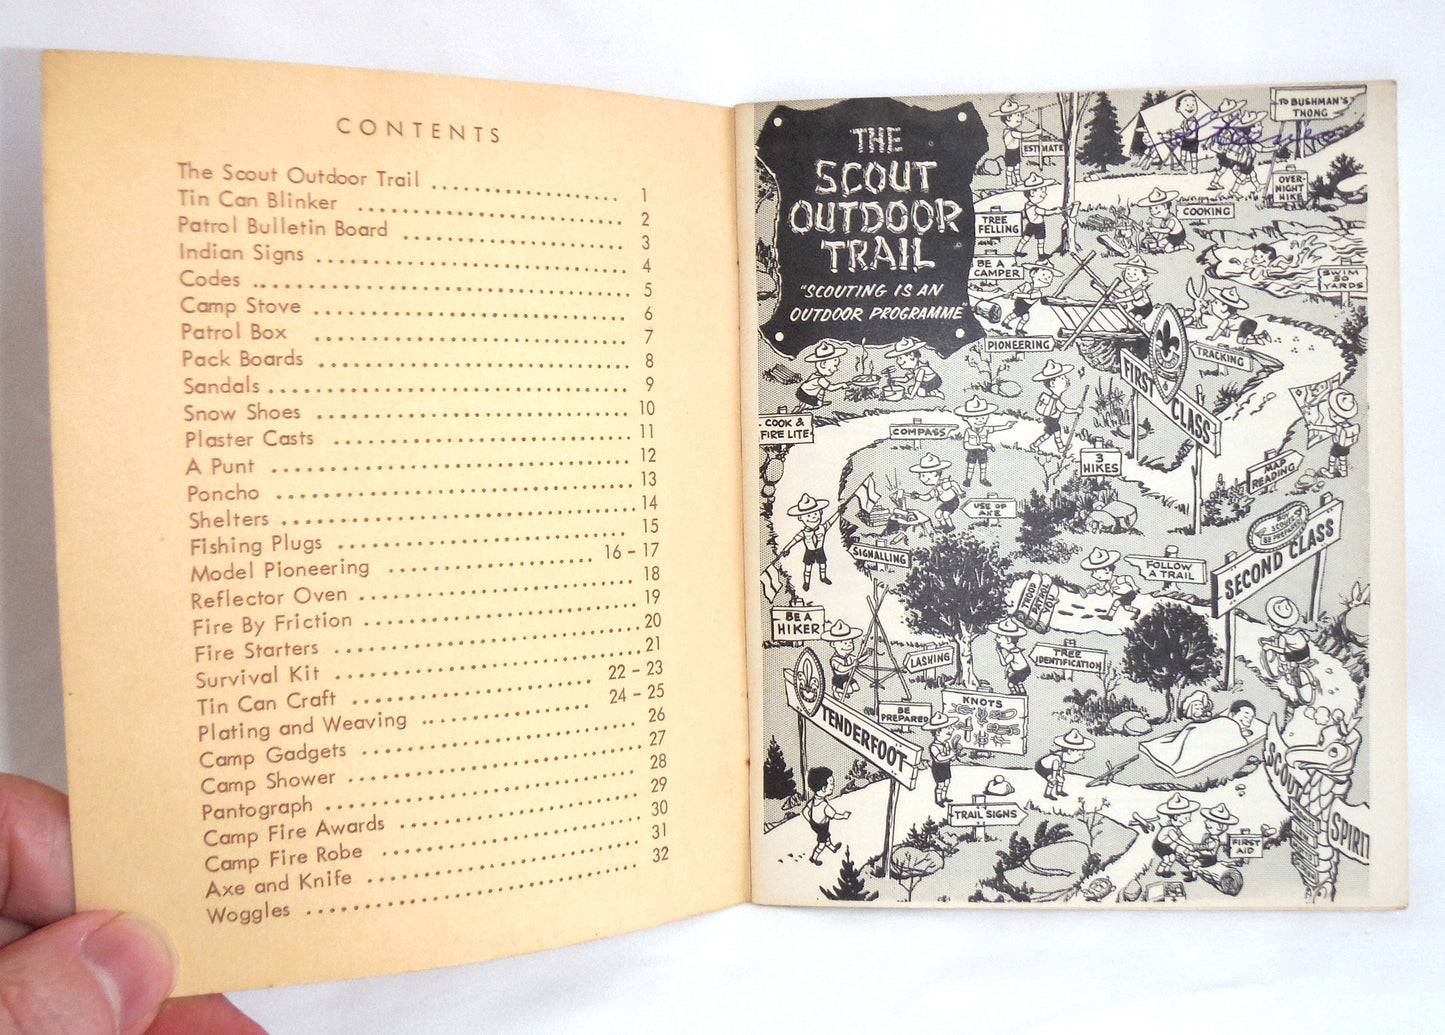 CONTENTS
The Scout Outdoor Trail ................ 1
Tin Can Blinker ................ 2
Patrol Bulletin Board ................ 3
Indian Signs ................ 4
Codes ................ 5
Camp Stove ................ 6
Patrol Box ................ 7
Pack Boards ................ 8
Sandals ................ 9
Snow Shoes ................ 10
Plaster Casts ................ 11
A Punt ................ 12
Poncho ................ 13
Shelters ................ 14
Fishing Plugs ................ 15
Model Pioneering ................ 16 - 17
Reflector Oven ................ 18
Fire By Friction ................ 19
Fire Starters ................ 20
Survival Kit ................ 21
Tin Can Craft ................ 22 - 23
Plating and Weaving ................ 24 - 25
Camp Gadgets ................ 26
Camp Shower ................ 27
Pantograph ................ 28
Camp Fire Awards ................ 29
Camp Fire Robe ................ 30
Axe and Knife ................ 31
Woggles ................ 32
THE
SCOUT
OUTDOOR
TRAIL
"SCOUTING IS AN
OUTDOOR PROGRAMME"
TO BUSHMAN'S
THONG
ESTIMATE
OVER
NIGHT
HIKE
COOKING
TREE
FELLING
BE A
CAMPER
SWIM
50
YARDS
PIONEERING
TRACKING
FIRST CLASS
COOK &
FIRE LITE
COMPASS
3
HIKES
MAP
READING
USE OF
AXE
SIGNALLING
BOY
SCOUTS
BE PREPARED
SECOND CLASS
FOLLOW
A TRAIL
TROOP
PATROL
YOU
BE A
HIKER
LASHING
TREE
IDENTIFICATION
KNOTS
BE
PREPARED
TENDERFOOT
TRAIL SIGNS
FIRST
AID
SCOUT
SPIRIT